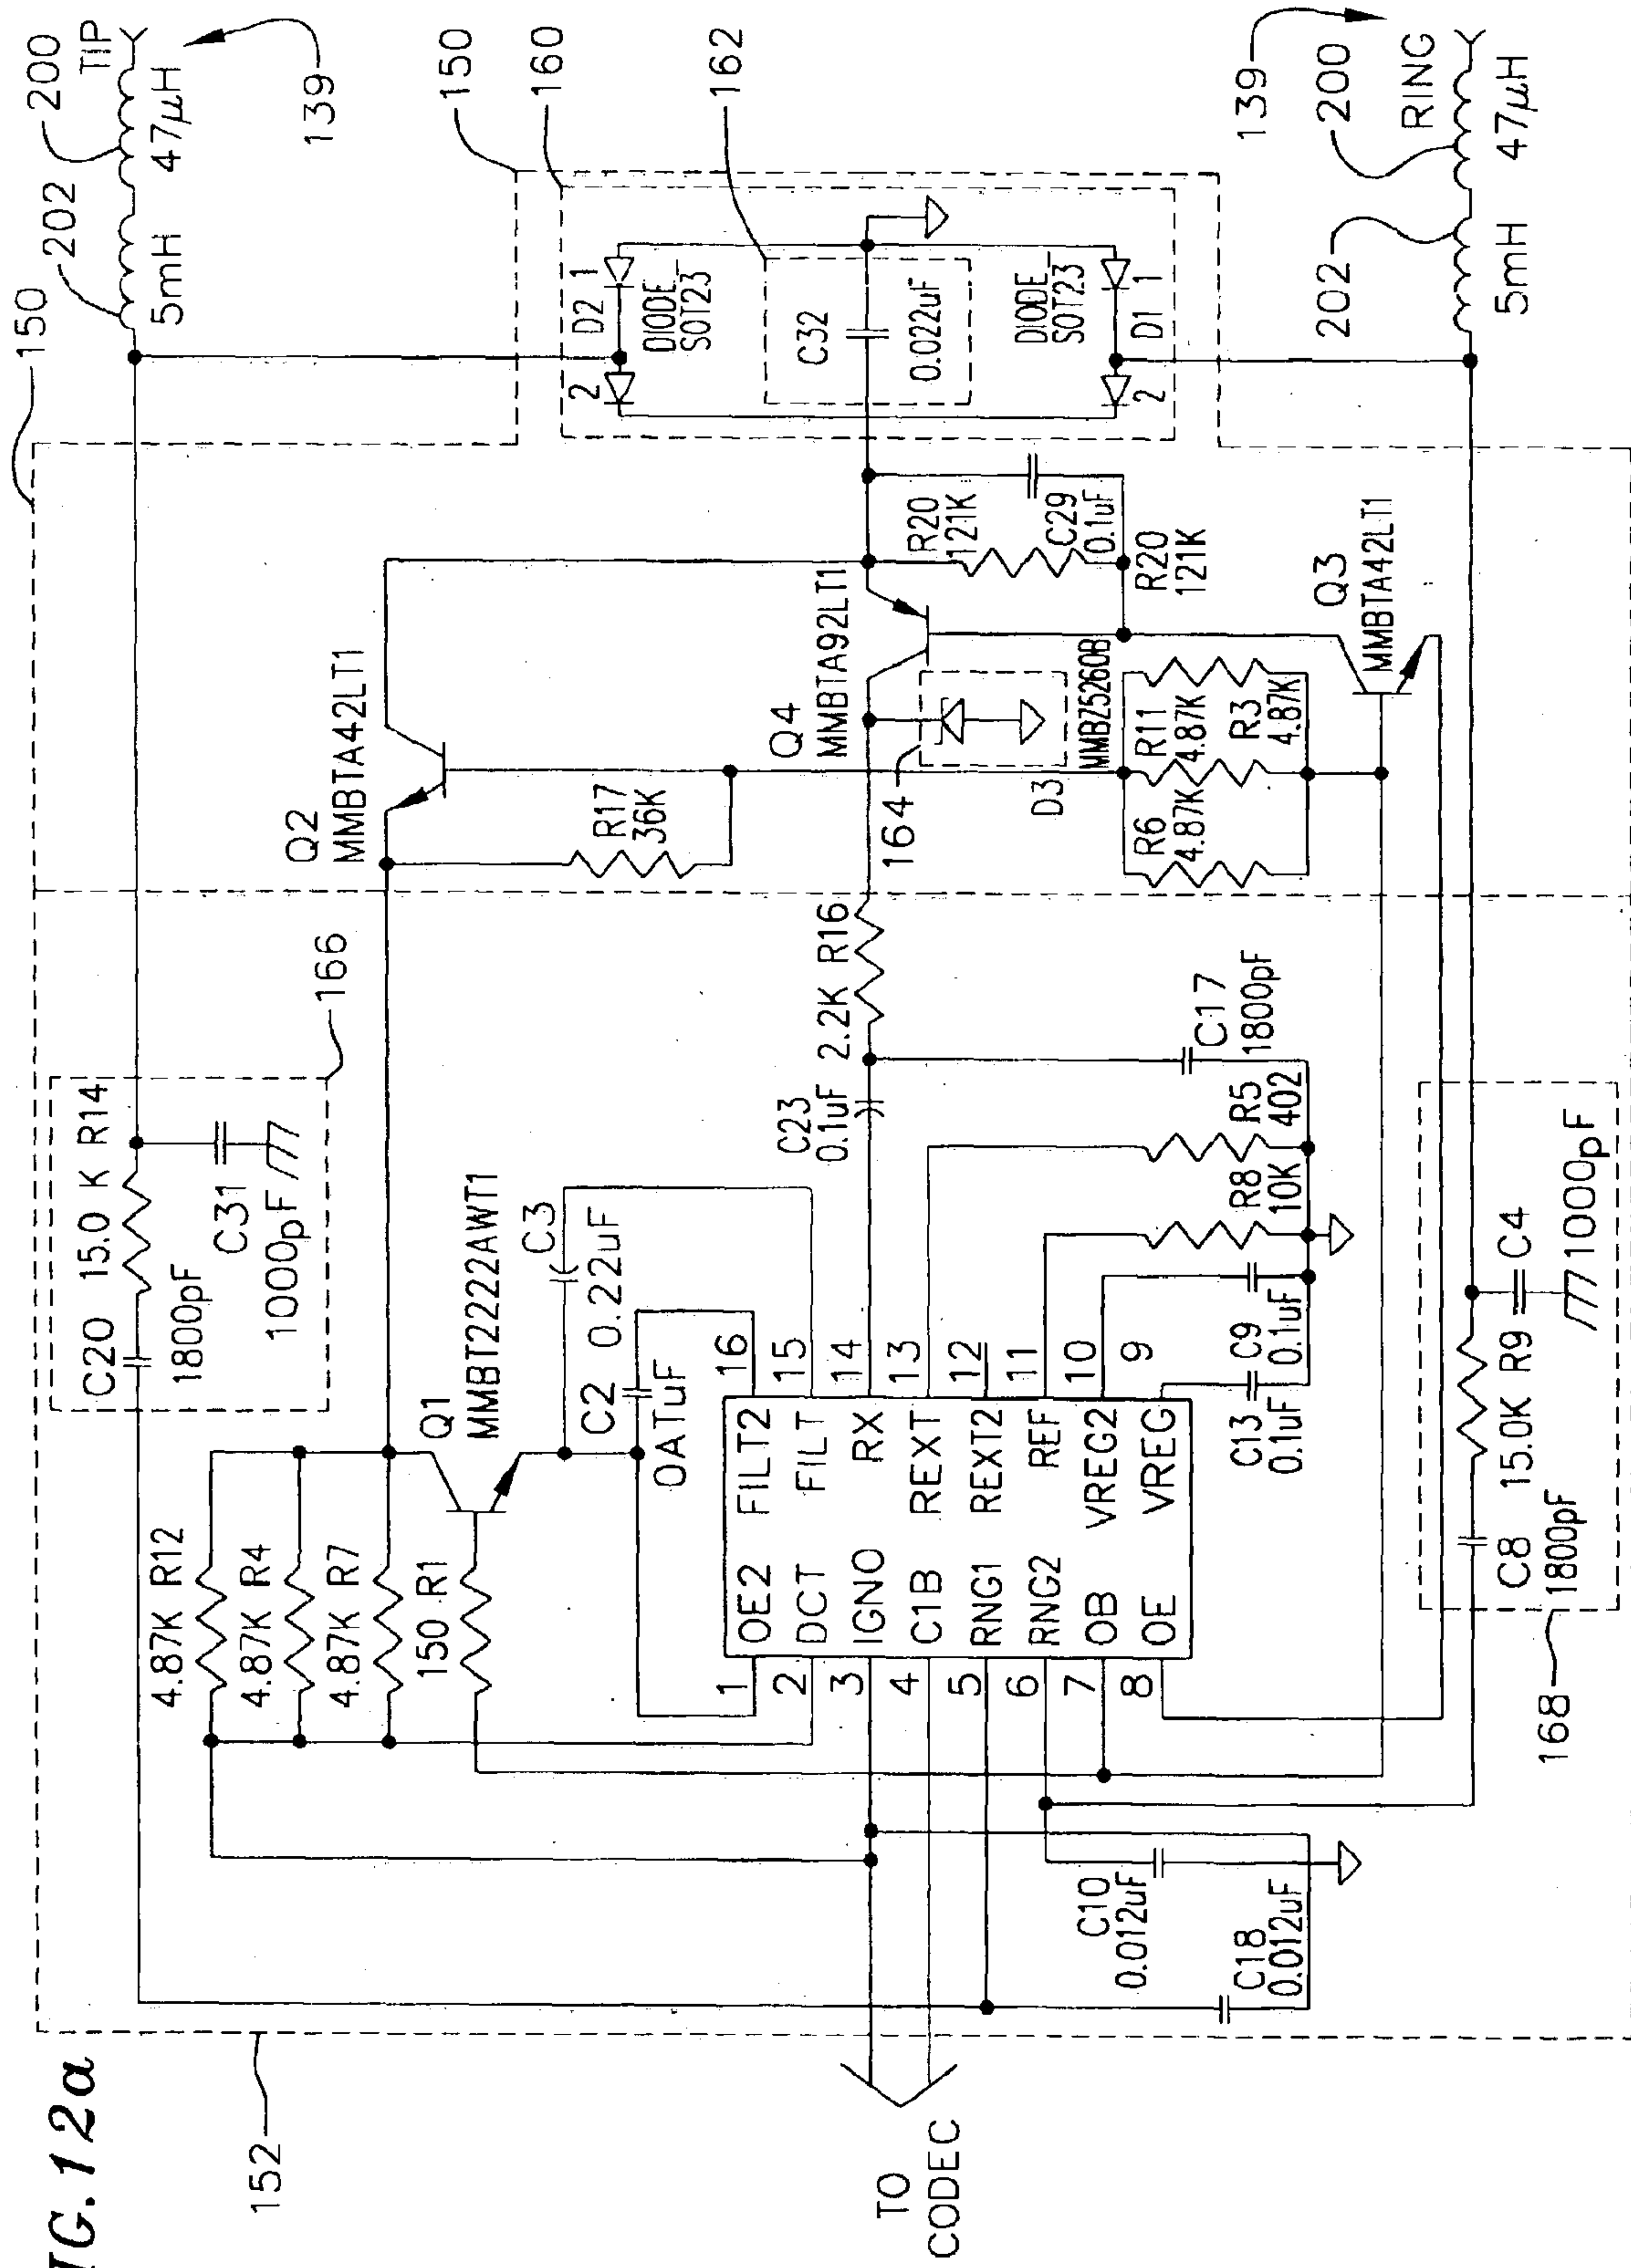 FIG. 12a
150
202
200
TIP
5mH
47µH
139
150
160
162
152
166
C20
15.0 K R14
1800pF
C31
1000pF
4.87K R12
4.87K R4
4.87K R7
150 R1
Q1
MMBT2222AWT1
C3
0.22uF
C2
0ATuF
Q2
MMBTA42LT1
R17
36K
D2
1
2
DIODE_
SOT23
C32
0.022uF
DIODE_
SOT23
D1
1
2
Q4
MMBTA92LT1
R20
121K
C29
0.1uF
R20
121K
164
D3
MMBZ5260B
R6
4.87K
R11
4.87K
R3
4.87K
Q3
MMBTA42LT1
2.2K R16
C23
0.1uF
C17
1800pF
R5
402
R8
10K
C9
0.1uF
C13
0.1uF
1
OE2
FILT2
16
2
DCT
FILT
15
3
IGNO
RX
14
4
C1B
REXT
13
5
RNG1
REXT2
12
6
RNG2
REF
11
7
OB
VREG2
10
8
OE
VREG
9
TO
CODEC
C10
0.012uF
C18
0.012uF
168
C8
1800pF
15.0K R9
C4
1000pF
139
RING
200
202
5mH
47µH